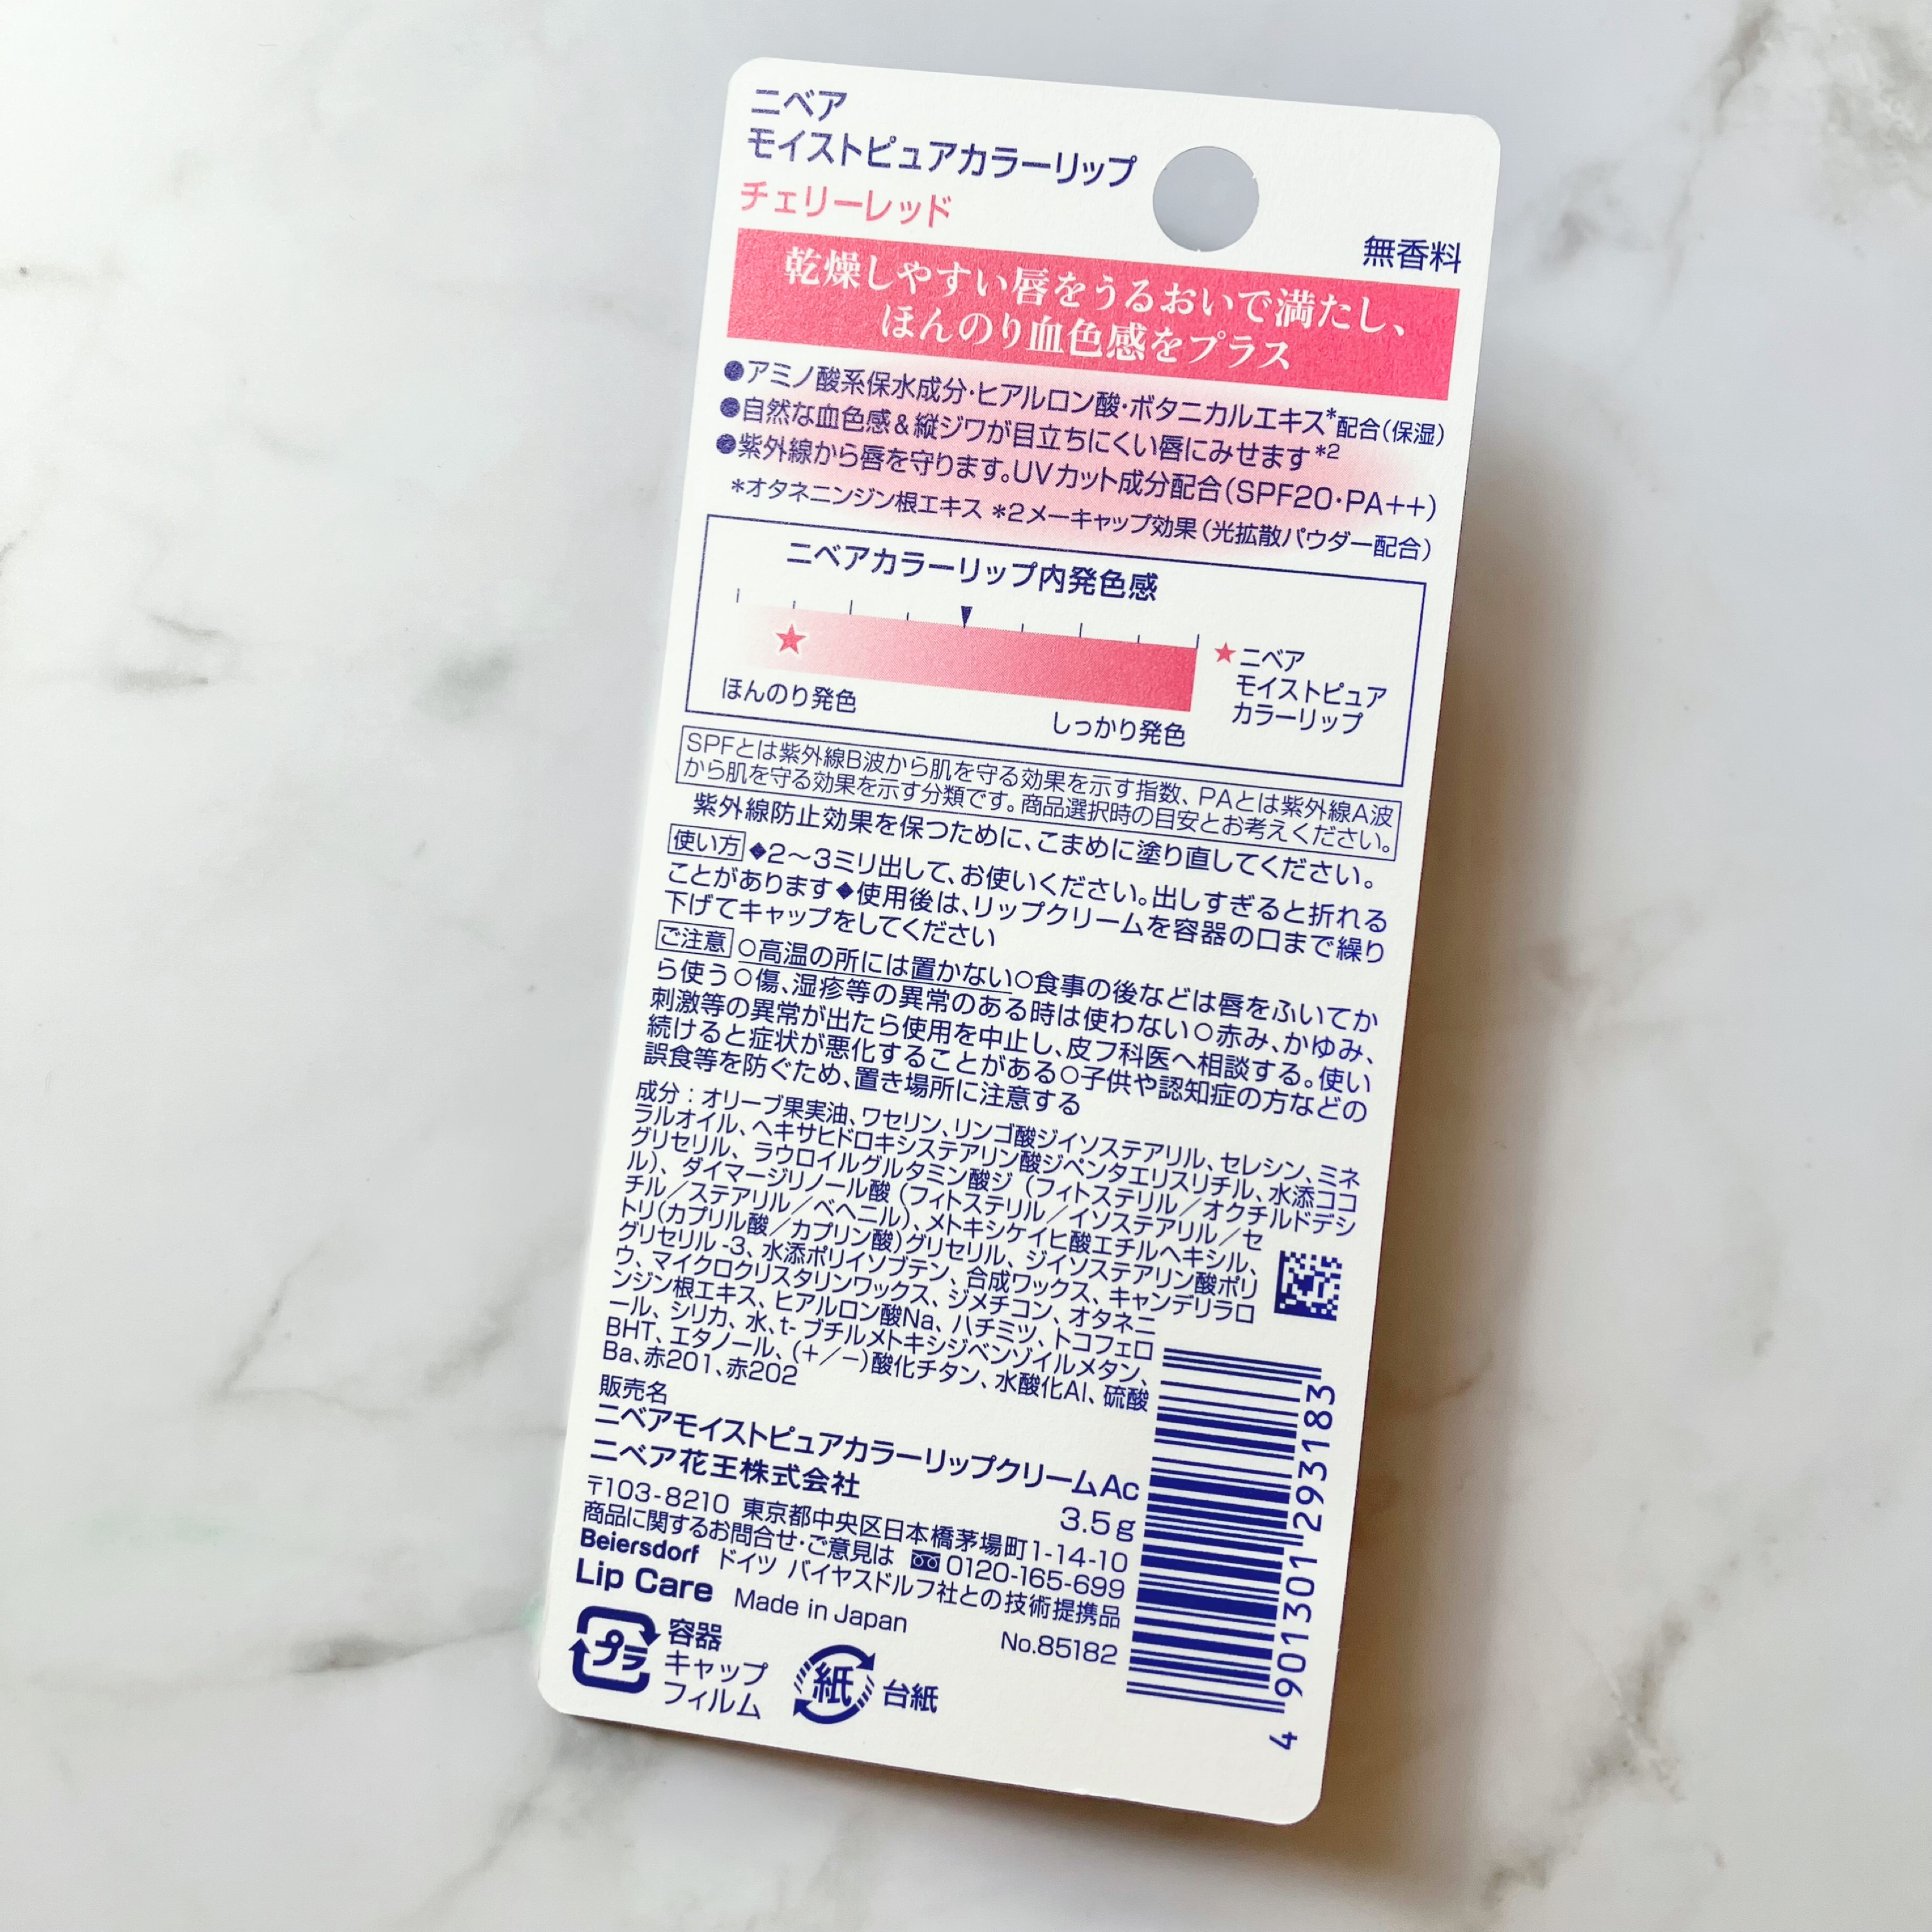 ニベア
モイストピュアカラーリップ
チェリーレッド
無香料
乾燥しやすい唇をうるおいで満たし、
ほんのり血色感をプラス
●アミノ酸系保水成分・ヒアルロン酸・ボタニカルエキス*配合(保湿)
●自然な血色感&縦ジワが目立ちにくい唇にみせます*2
●紫外線から唇を守ります。UVカット成分配合(SPF20・PA++)
*オタネニンジン根エキス *2メーキャップ効果(光拡散パウダー配合)
ニベアカラーリップ内発色感
★ニベア
モイストピュア
カラーリップ
ほんのり発色
しっかり発色
SPFとは紫外線B波から肌を守る効果を示す指数、PAとは紫外線A波
から肌を守る効果を示す分類です。商品選択時の目安とお考えください。
紫外線防止効果を保つために、こまめに塗り直してください。
使い方◆2〜3ミリ出して、お使いください。出しすぎると折れる
ことがあります◆使用後は、リップクリームを容器の口まで繰り
下げてキャップをしてください
ご注意○高温の所には置かない○食事の後などは唇をふいてか
ら使う○傷、湿疹等の異常のある時は使わない○赤み、かゆみ、
刺激等の異常が出たら使用を中止し、皮フ科医へ相談する。使い
続けると症状が悪化することがある○子供や認知症の方などの
誤食等を防ぐため、置き場所に注意する
成分：オリーブ果実油、ワセリン、リンゴ酸ジイソステアリル、セレシン、ミネ
ラルオイル、ヘキサヒドロキシステアリン酸ジペンタエリスリチル、水添ココ
グリセリル、ラウロイルグルタミン酸ジ(フィトステリル／オクチルドデシ
ル)、ダイマージリノール酸(フィトステリル／イソステアリル／セ
チル／ステアリル／ベヘニル)、メトキシケイヒ酸エチルヘキシル、
トリ(カプリル酸／カプリン酸)グリセリル、ジイソステアリン酸ポリ
グリセリル-3、水添ポリイソブテン、合成ワックス、キャンデリラロ
ウ、マイクロクリスタリンワックス、ジメチコン、オタネニ
ンジン根エキス、ヒアルロン酸Na、ハチミツ、トコフェロ
ール、シリカ、水、t-ブチルメトキシジベンゾイルメタン、
BHT、エタノール、(+／−)酸化チタン、水酸化Al、硫酸
Ba、赤201、赤202
販売名
ニベアモイストピュアカラーリップクリームAc
ニベア花王株式会社
3.5g
〒103-8210 東京都中央区日本橋茅場町1-14-10
商品に関するお問合せ・ご意見は 0120-165-699
Beiersdorf ドイツ バイヤスドルフ社との技術提携品
Lip Care Made in Japan
No.85182
プラ
容器
キャップ
フィルム
紙
台紙
4 901301 293183